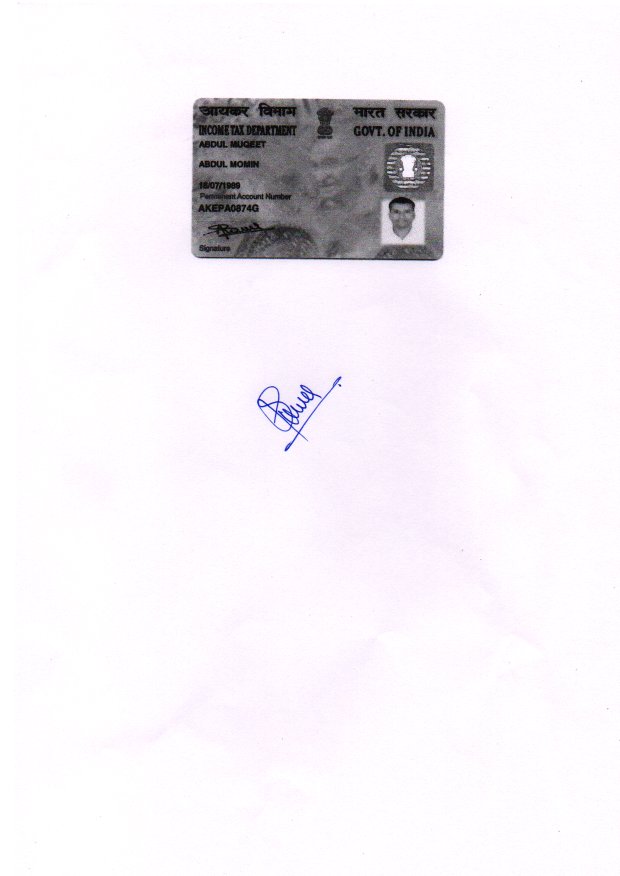 आयकर विभाग
भारत सरकार
INCOME TAX DEPARTMENT
GOVT. OF INDIA
ABDUL MUQEET
ABDUL MOMIN
18/07/1989
Permanent Account Number
AKEPA0874G
Signature